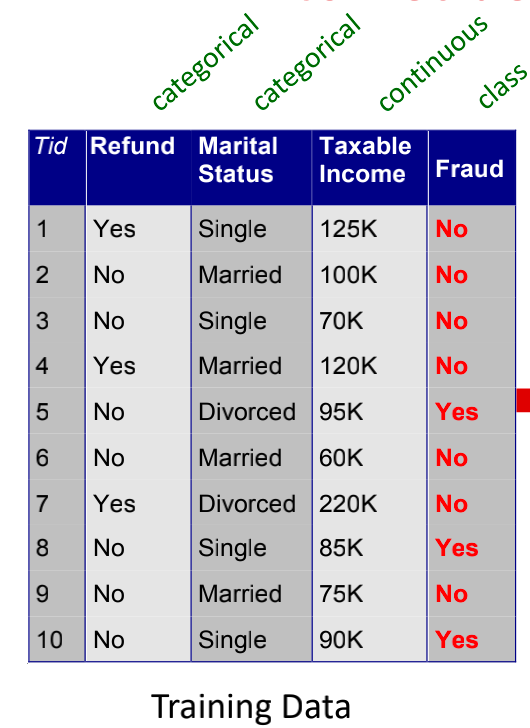 categorical categorical continuous class
Tid Refund Marital Status Taxable Income Fraud
1 Yes Single 125K No
2 No Married 100K No
3 No Single 70K No
4 Yes Married 120K No
5 No Divorced 95K Yes
6 No Married 60K No
7 Yes Divorced 220K No
8 No Single 85K Yes
9 No Married 75K No
10 No Single 90K Yes
Training Data